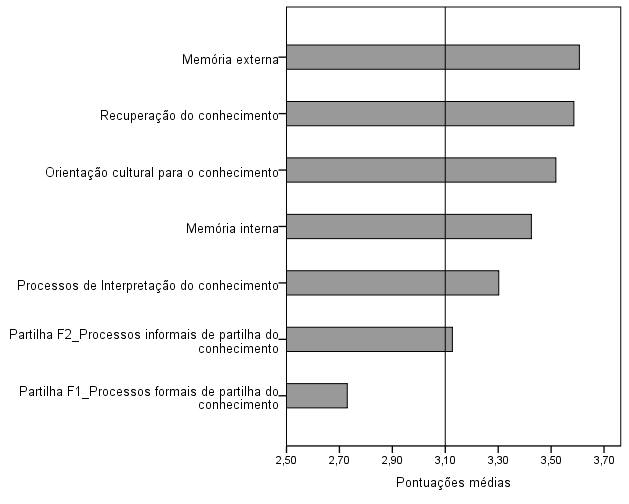 Memória externa
Recuperação do conhecimento
Orientação cultural para o conhecimento
Memória interna
Processos de Interpretação do conhecimento
Partilha F2_Processos informais de partilha do
conhecimento
Partilha F1_Processos formais de partilha do
conhecimento
2,50 2,70 2,90 3,10 3,30 3,50 3,70
Pontuações médias